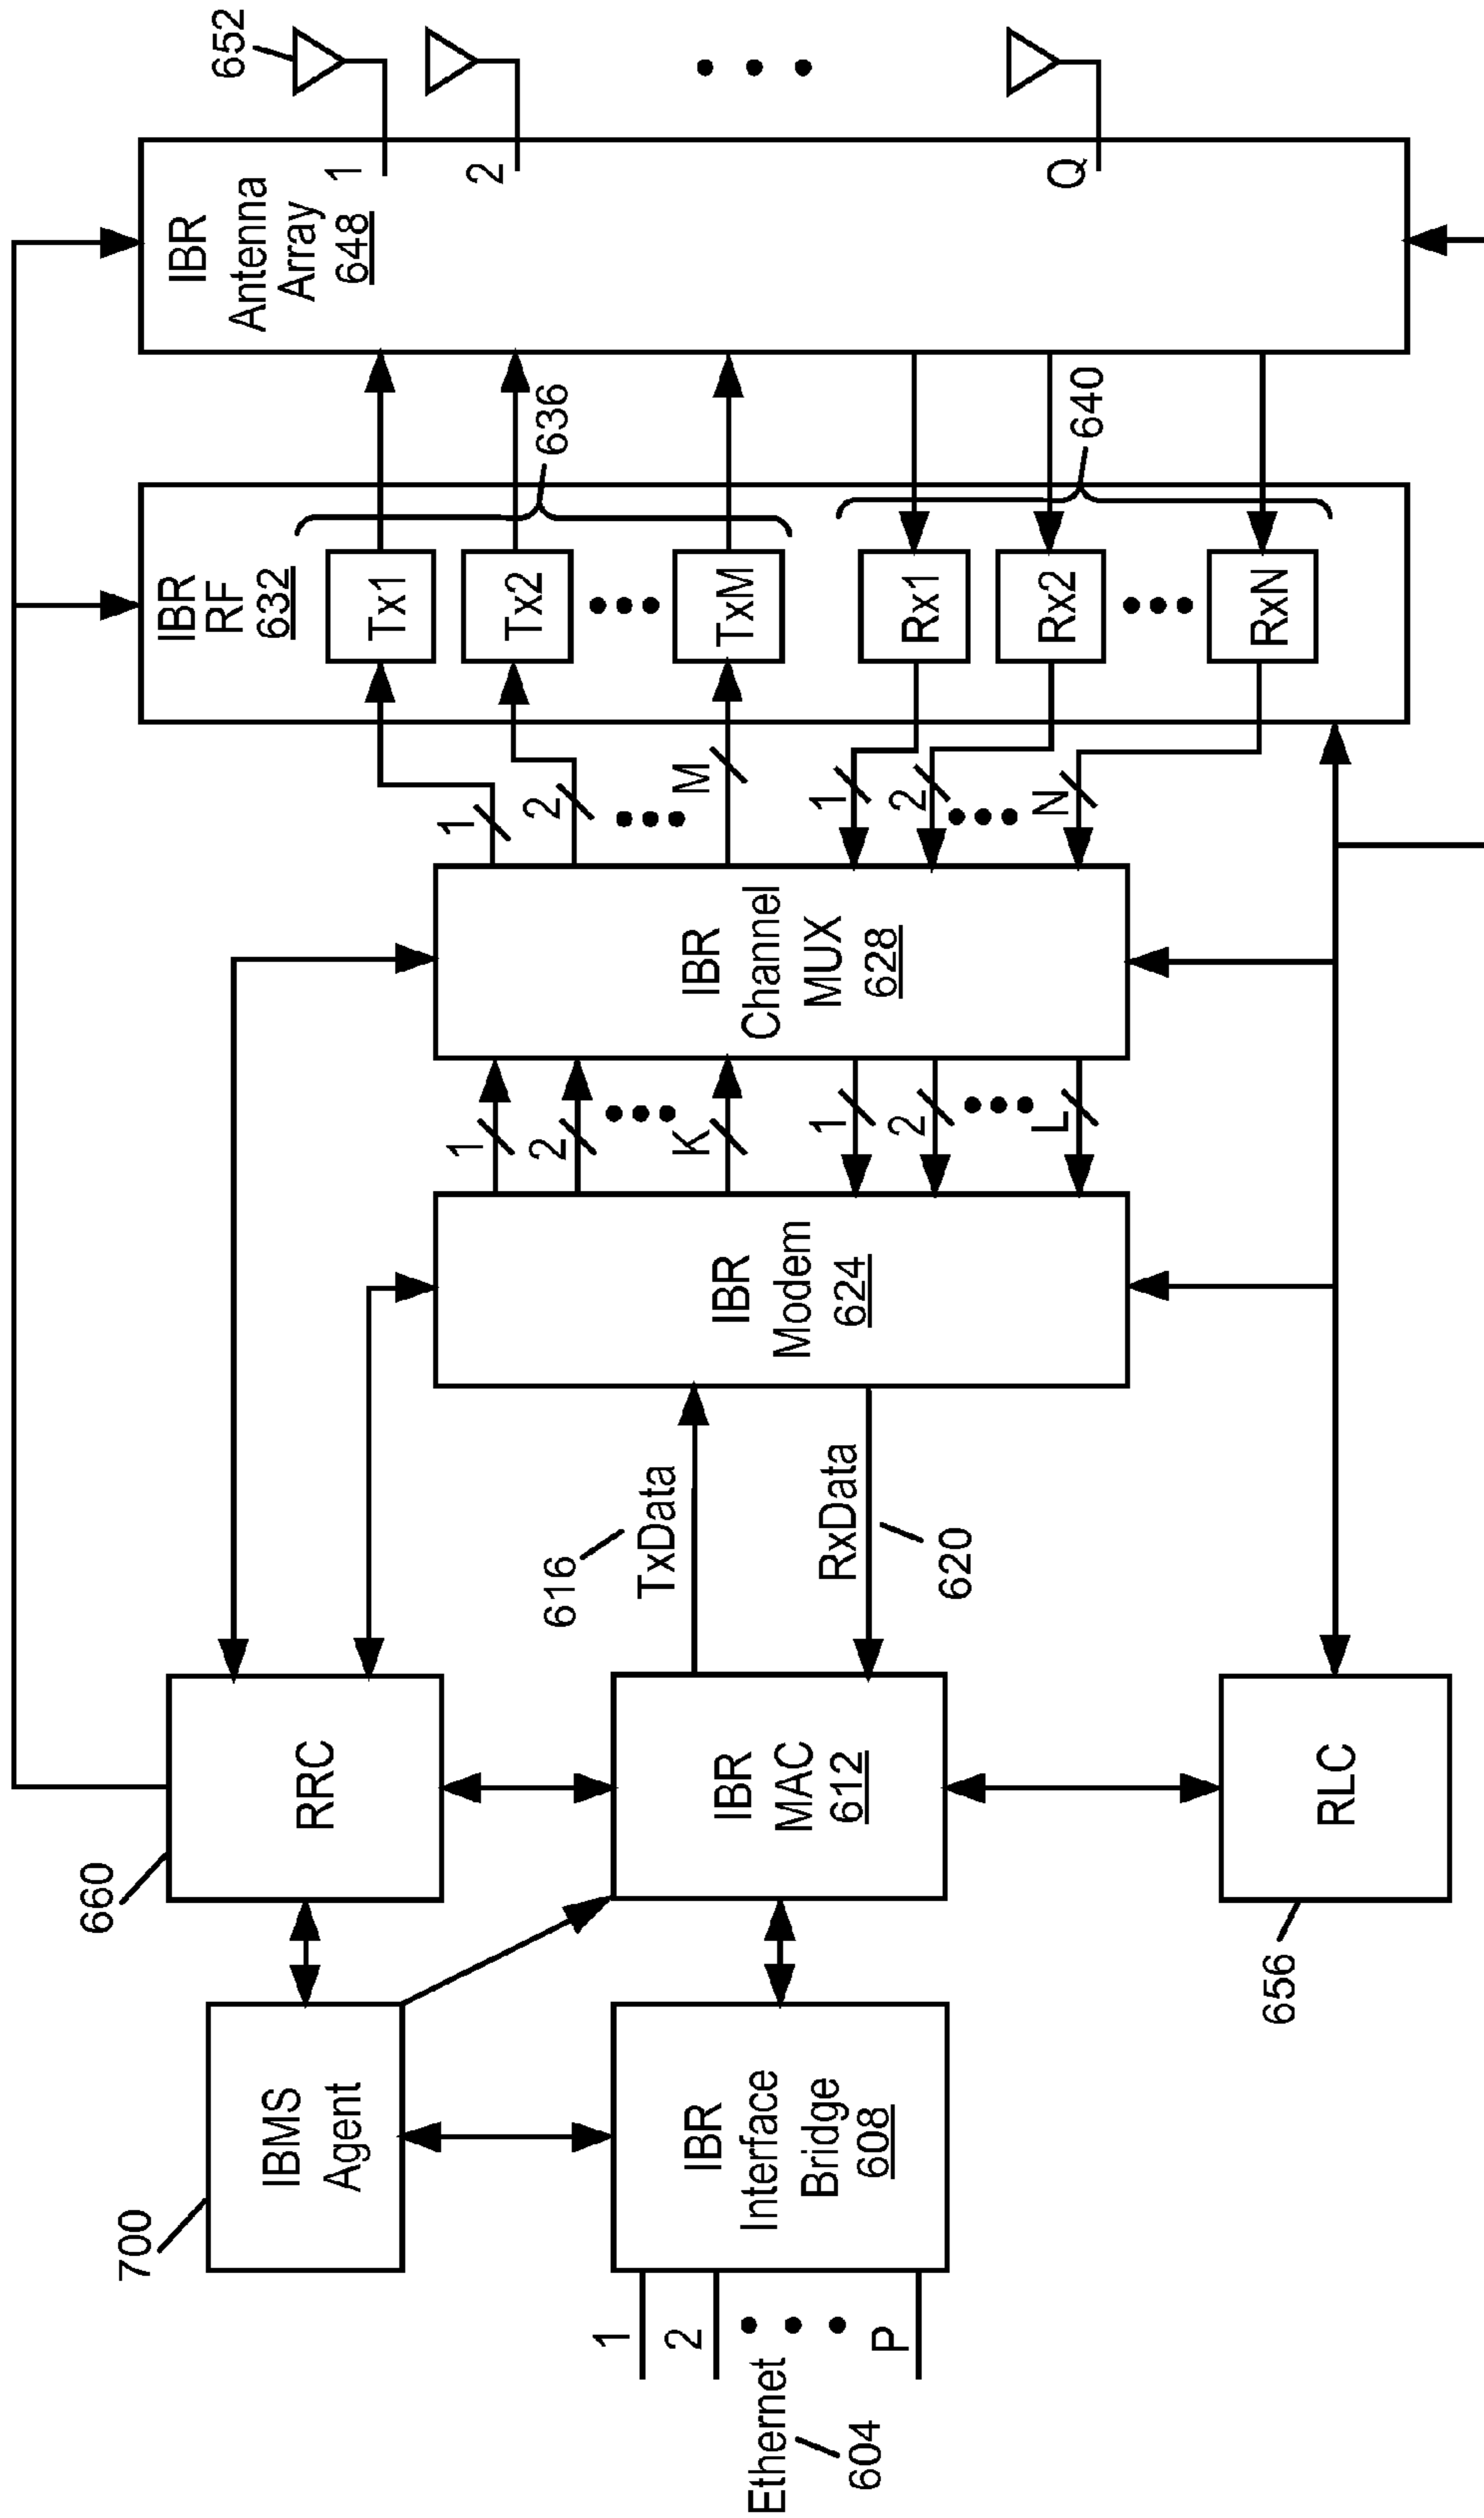 700
IBMS
Agent
660
RRC
Ethernet
604
1
2
P
IBR
Interface
Bridge
608
IBR
MAC
612
656
RLC
616
TxData
RxData
620
IBR
Modem
624
1
2
K
1
2
L
IBR
Channel
MUX
628
1
2
M
1
2
N
IBR
RF
632
Tx1
Tx2
TxM
Rx1
Rx2
RxN
636
640
IBR
Antenna
Array
648
1
2
Q
652